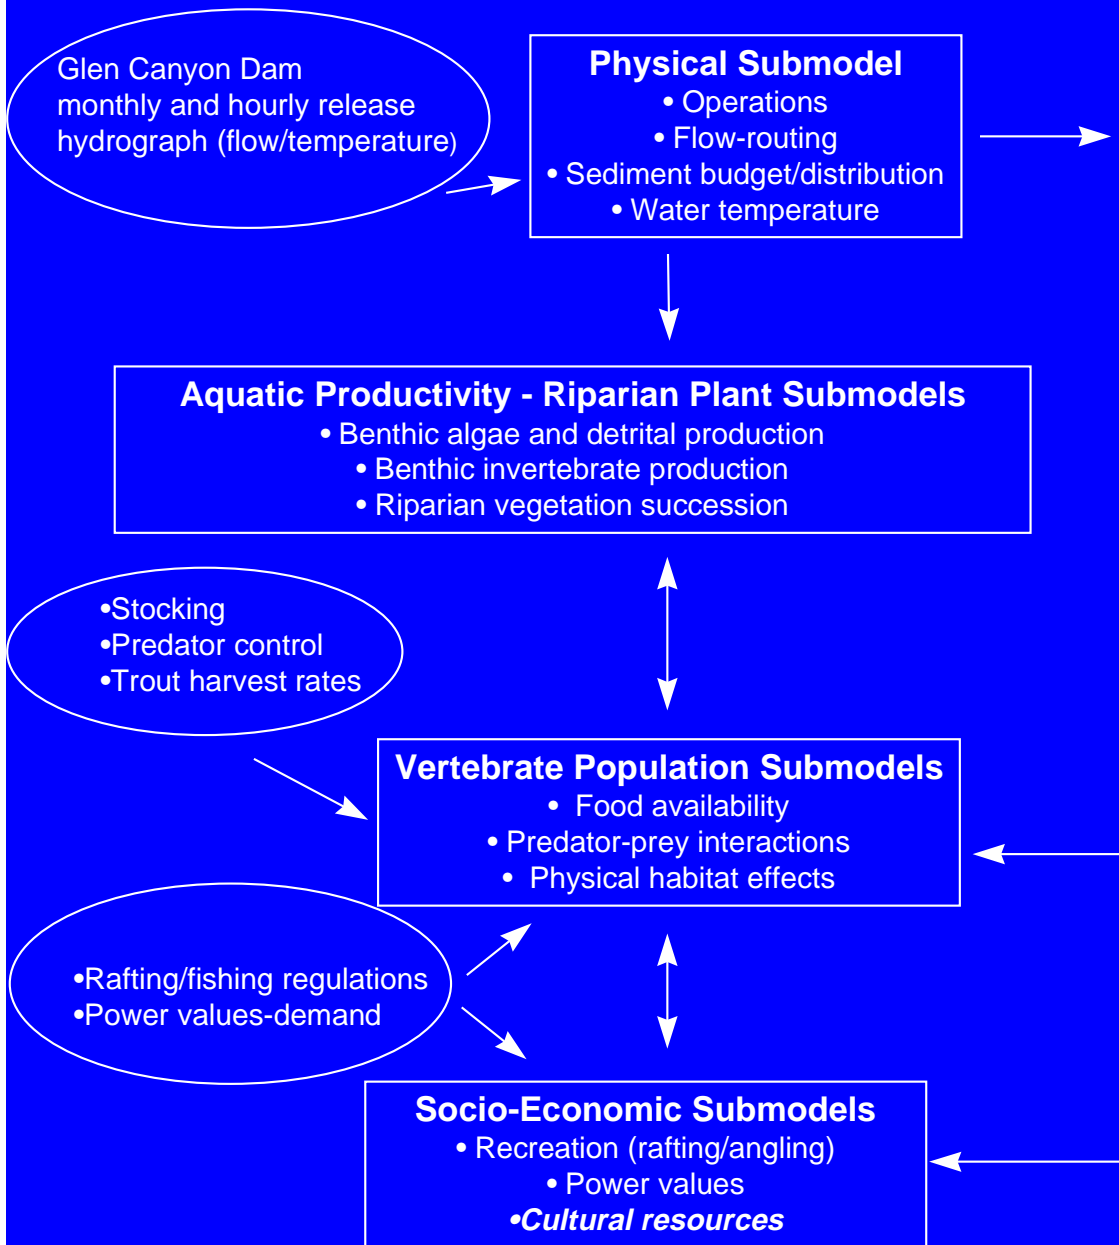 Glen Canyon Dam
monthly and hourly release
hydrograph (flow/temperature)
Physical Submodel
• Operations
• Flow-routing
• Sediment budget/distribution
• Water temperature
Aquatic Productivity - Riparian Plant Submodels
• Benthic algae and detrital production
• Benthic invertebrate production
• Riparian vegetation succession
•Stocking
•Predator control
•Trout harvest rates
Vertebrate Population Submodels
• Food availability
• Predator-prey interactions
• Physical habitat effects
•Rafting/fishing regulations
•Power values-demand
Socio-Economic Submodels
• Recreation (rafting/angling)
• Power values
•Cultural resources